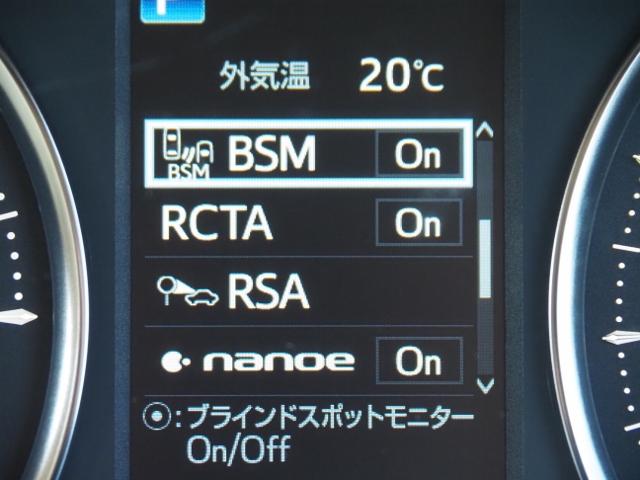 外気温 20℃
BSM BSM On
RCTA On
RSA
nanoe On
⦿:ブラインドスポットモニター
On/Off